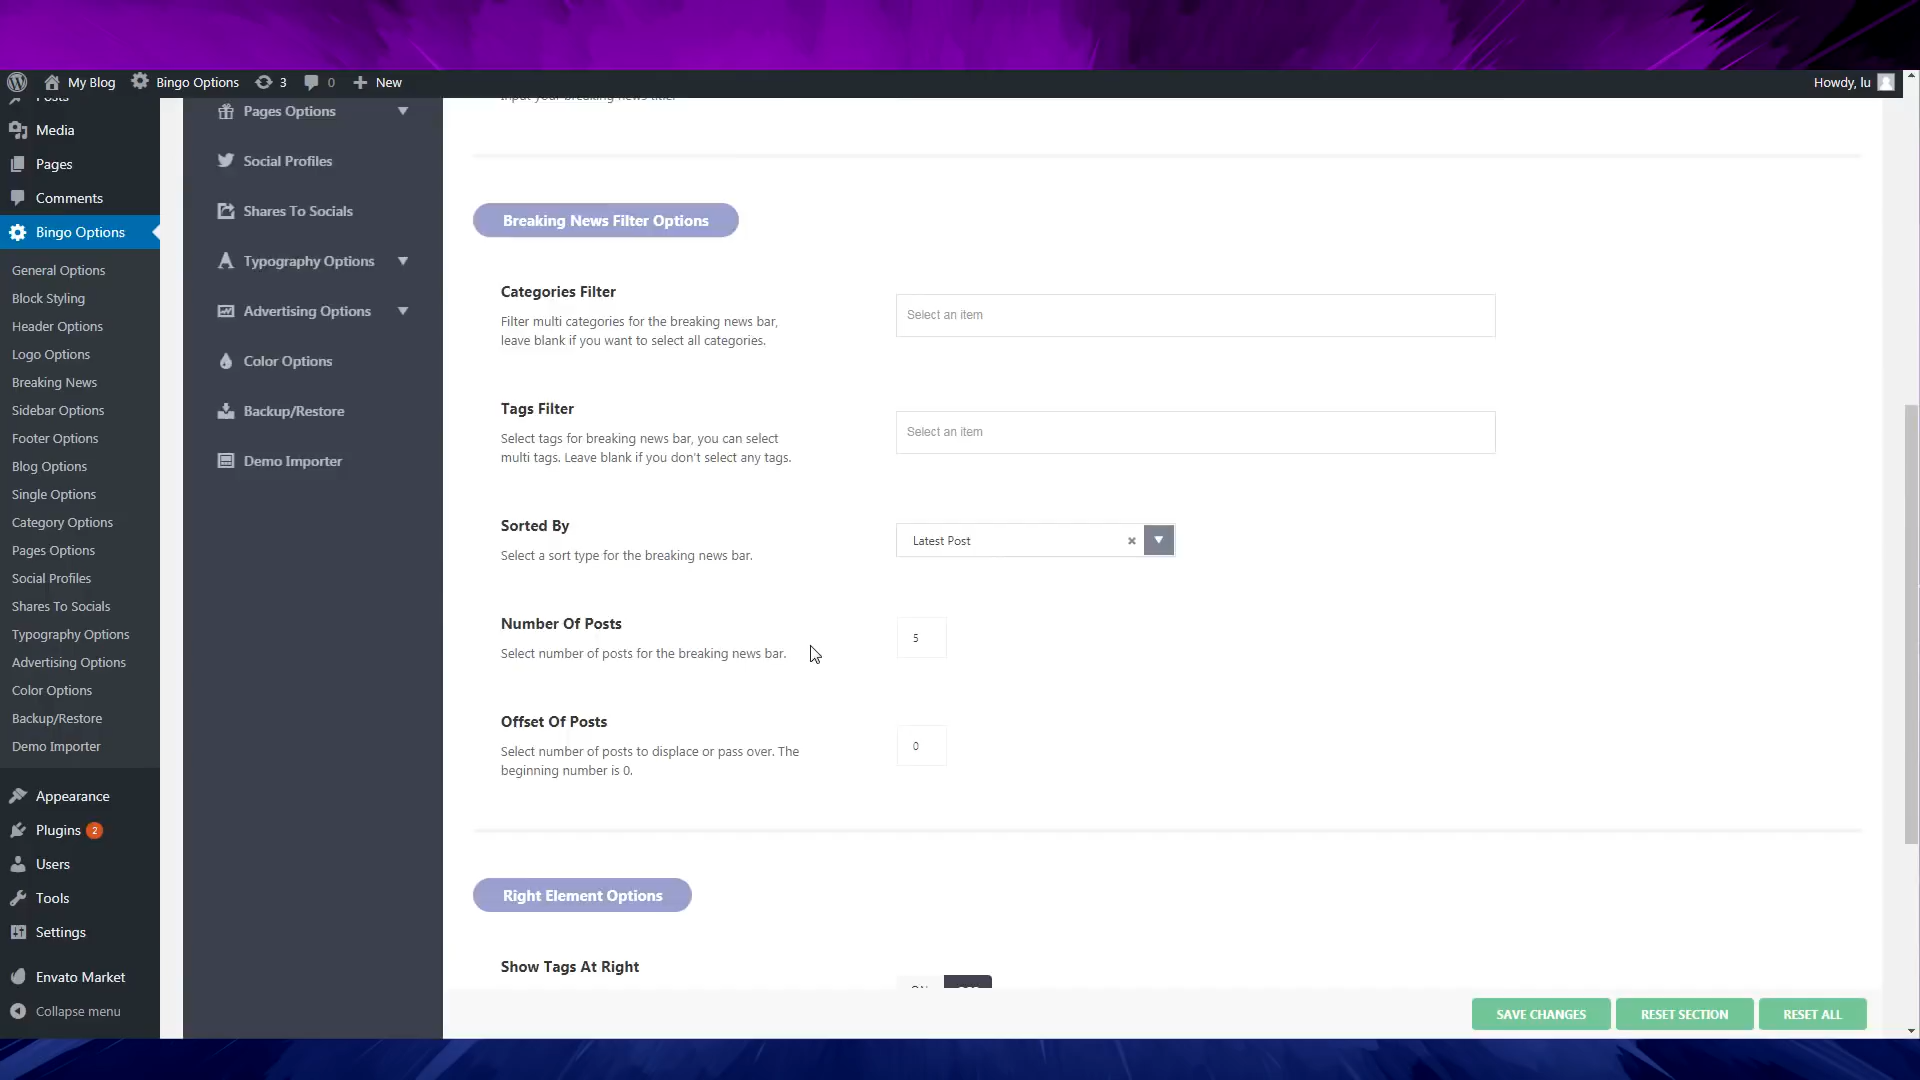 My Blog
Bingo Options
3
0
New
Howdy, lu
Posts
Media
Pages
Comments
Bingo Options
General Options
Block Styling
Header Options
Logo Options
Breaking News
Sidebar Options
Footer Options
Blog Options
Single Options
Category Options
Pages Options
Social Profiles
Shares To Socials
Typography Options
Advertising Options
Color Options
Backup/Restore
Demo Importer
Appearance
Plugins 2
Users
Tools
Settings
Envato Market
Collapse menu
Pages Options
Social Profiles
Shares To Socials
Typography Options
Advertising Options
Color Options
Backup/Restore
Demo Importer
Input your breaking news title.
Breaking News Filter Options
Categories Filter
Filter multi categories for the breaking news bar,
leave blank if you want to select all categories.
Select an item
Tags Filter
Select tags for breaking news bar, you can select
multi tags. Leave blank if you don't select any tags.
Select an item
Sorted By
Select a sort type for the breaking news bar.
Latest Post
Number Of Posts
Select number of posts for the breaking news bar.
5
Offset Of Posts
Select number of posts to displace or pass over. The
beginning number is 0.
0
Right Element Options
Show Tags At Right
SAVE CHANGES
RESET SECTION
RESET ALL